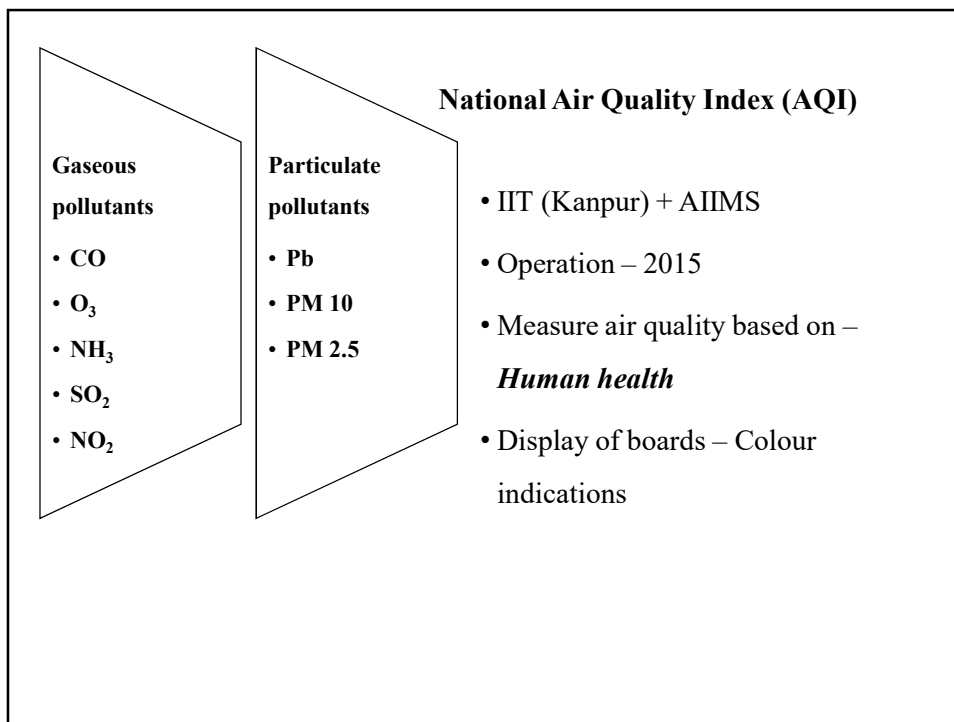 National Air Quality Index (AQI)
Gaseous
pollutants
• CO
• O₃
• NH₃
• SO₂
• NO₂
Particulate
pollutants
• Pb
• PM 10
• PM 2.5
• IIT (Kanpur) + AIIMS
• Operation – 2015
• Measure air quality based on –
Human health
• Display of boards – Colour
indications